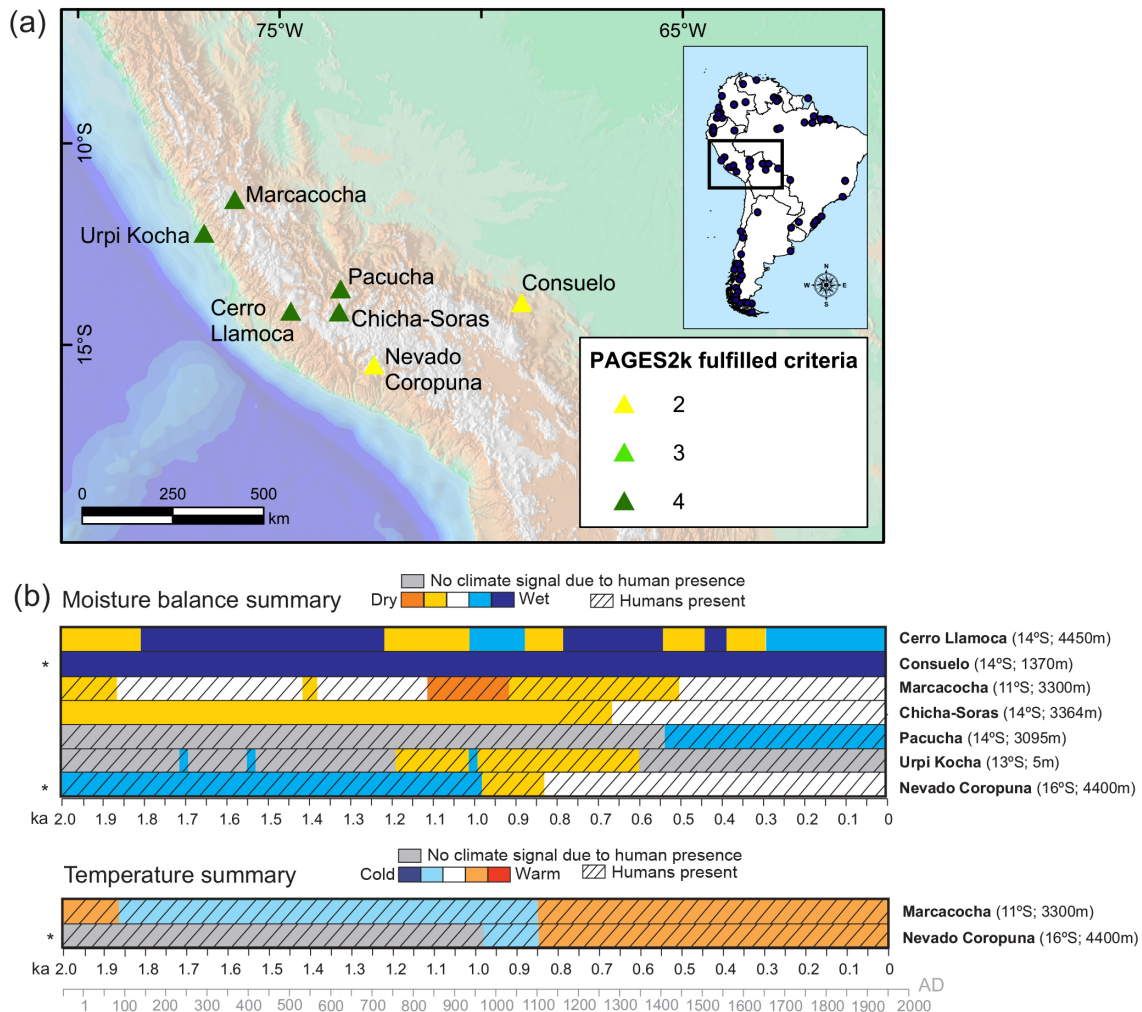 (a)
75°W
65°W
10°S
15°S
Marcacocha
Urpi Kocha
Pacucha
Consuelo
Cerro
Llamoca
Chicha-Soras
Nevado
Coropuna
N
W
E
S
PAGES2k fulfilled criteria
2
3
4
0 250 500
km
(b)
Moisture balance summary
No climate signal due to human presence
Dry Wet Humans present
Cerro Llamoca (14ºS; 4450m)
* Consuelo (14ºS; 1370m)
Marcacocha (11ºS; 3300m)
Chicha-Soras (14ºS; 3364m)
Pacucha (14ºS; 3095m)
Urpi Kocha (13ºS; 5m)
* Nevado Coropuna (16ºS; 4400m)
ka 2.0 1.9 1.8 1.7 1.6 1.5 1.4 1.3 1.2 1.1 1.0 0.9 0.8 0.7 0.6 0.5 0.4 0.3 0.2 0.1 0
Temperature summary
No climate signal due to human presence
Cold Warm Humans present
Marcacocha (11ºS; 3300m)
* Nevado Coropuna (16ºS; 4400m)
ka 2.0 1.9 1.8 1.7 1.6 1.5 1.4 1.3 1.2 1.1 1.0 0.9 0.8 0.7 0.6 0.5 0.4 0.3 0.2 0.1 0
AD
1 100 200 300 400 500 600 700 800 900 1000 1100 1200 1300 1400 1500 1600 1700 1800 1900 2000